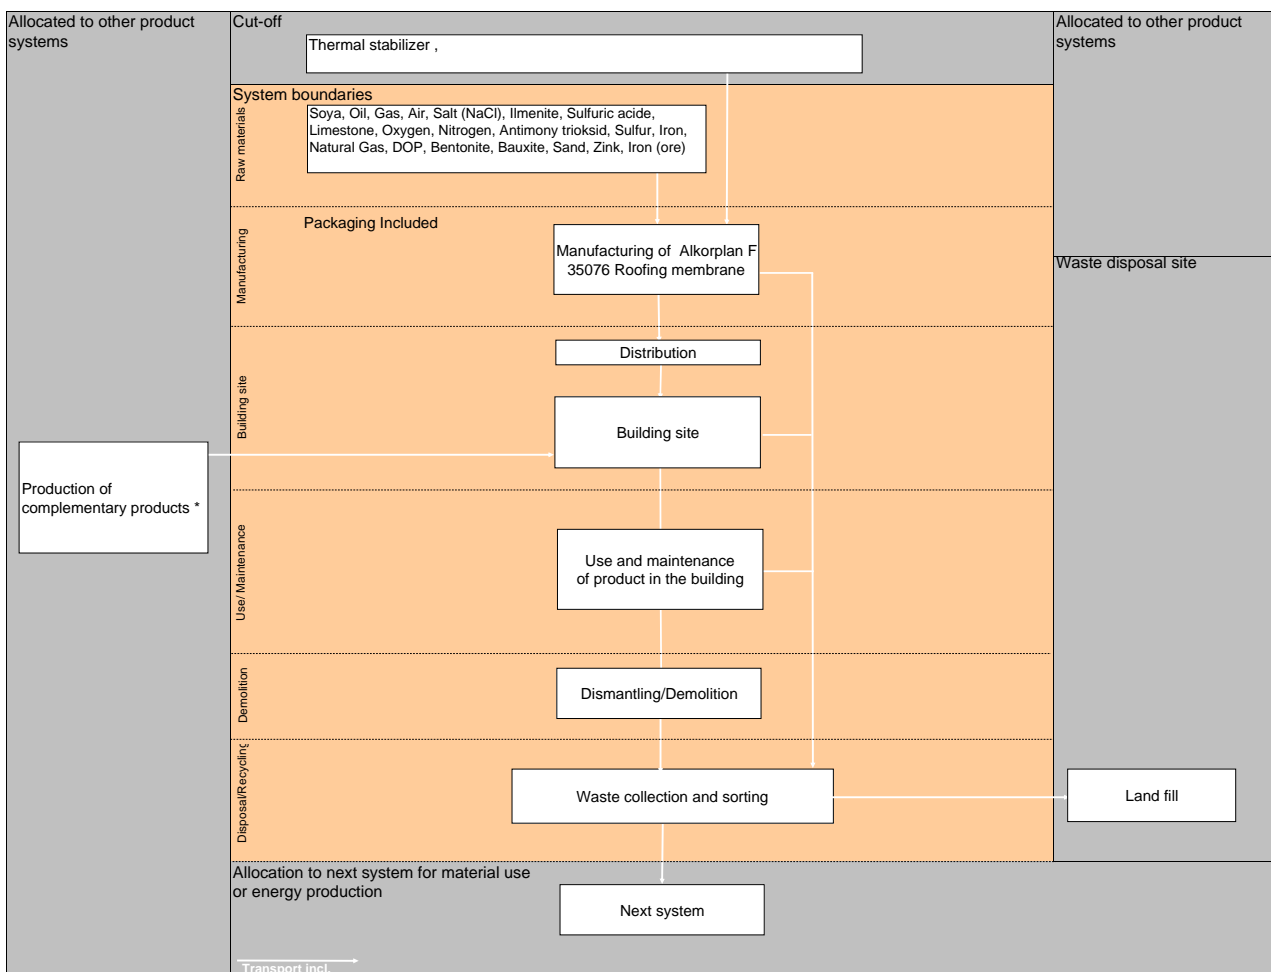 Allocated to other product
systems
Cut-off
Thermal stabilizer ,
Allocated to other product
systems
System boundaries
Raw materials
Soya, Oil, Gas, Air, Salt (NaCl), Ilmenite, Sulfuric acide,
Limestone, Oxygen, Nitrogen, Antimony trioksid, Sulfur, Iron,
Natural Gas, DOP, Bentonite, Bauxite, Sand, Zink, Iron (ore)
Manufacturing
Packaging Included
Manufacturing of Alkorplan F
35076 Roofing membrane
Waste disposal site
Distribution
Building site
Building site
Production of
complementary products *
Use/ Maintenance
Use and maintenance
of product in the building
Demolition
Dismantling/Demolition
Disposal/Recycling
Waste collection and sorting
Land fill
Allocation to next system for material use
or energy production
Next system
Transport incl.